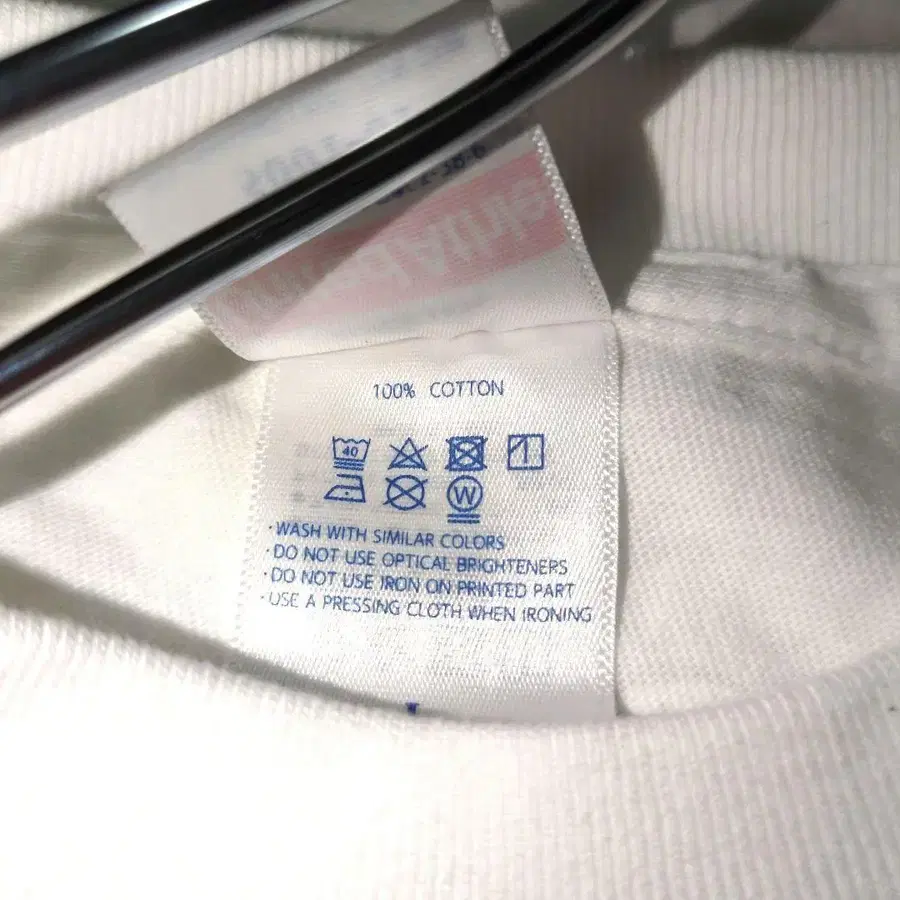 100% COTTON
40
W
· WASH WITH SIMILAR COLORS
· DO NOT USE OPTICAL BRIGHTENERS
· DO NOT USE IRON ON PRINTED PART
· USE A PRESSING CLOTH WHEN IRONING